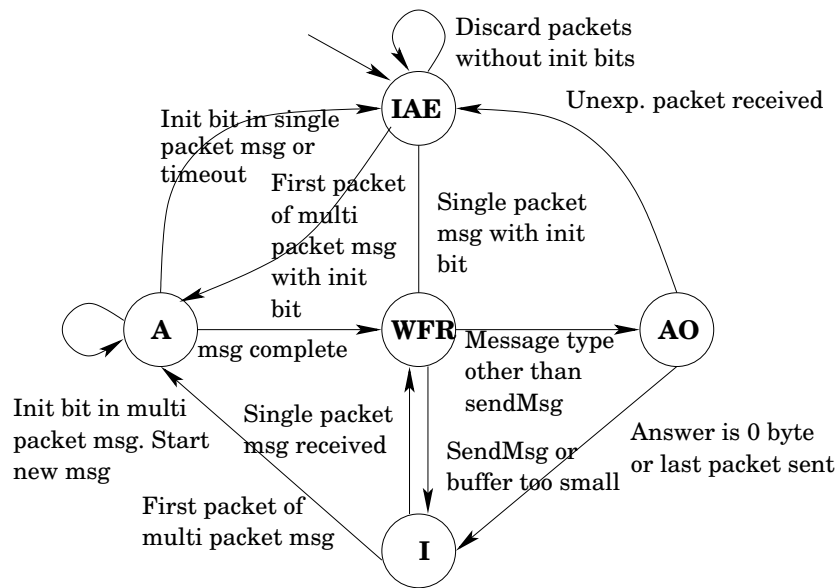 Discard packets
without init bits
IAE
Unexp. packet received
Init bit in single
packet msg or
timeout
First packet
of multi
packet msg
with init
bit
Single packet
msg with init
bit
A
WFR
AO
msg complete
Message type
other than
sendMsg
Init bit in multi
packet msg. Start
new msg
Single packet
msg received
SendMsg or
buffer too small
Answer is 0 byte
or last packet sent
First packet of
multi packet msg
I